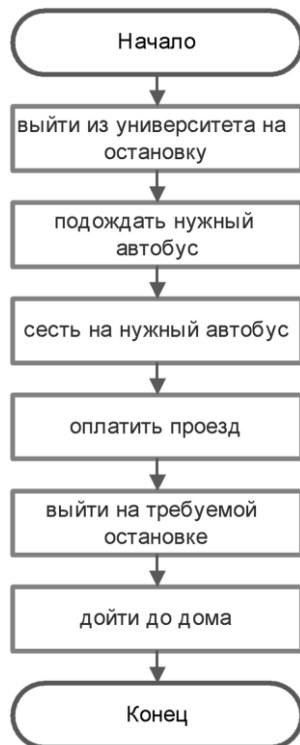 Начало
выйти из университета на
остановку
подождать нужный
автобус
сесть на нужный автобус
оплатить проезд
выйти на требуемой
остановке
дойти до дома
Конец